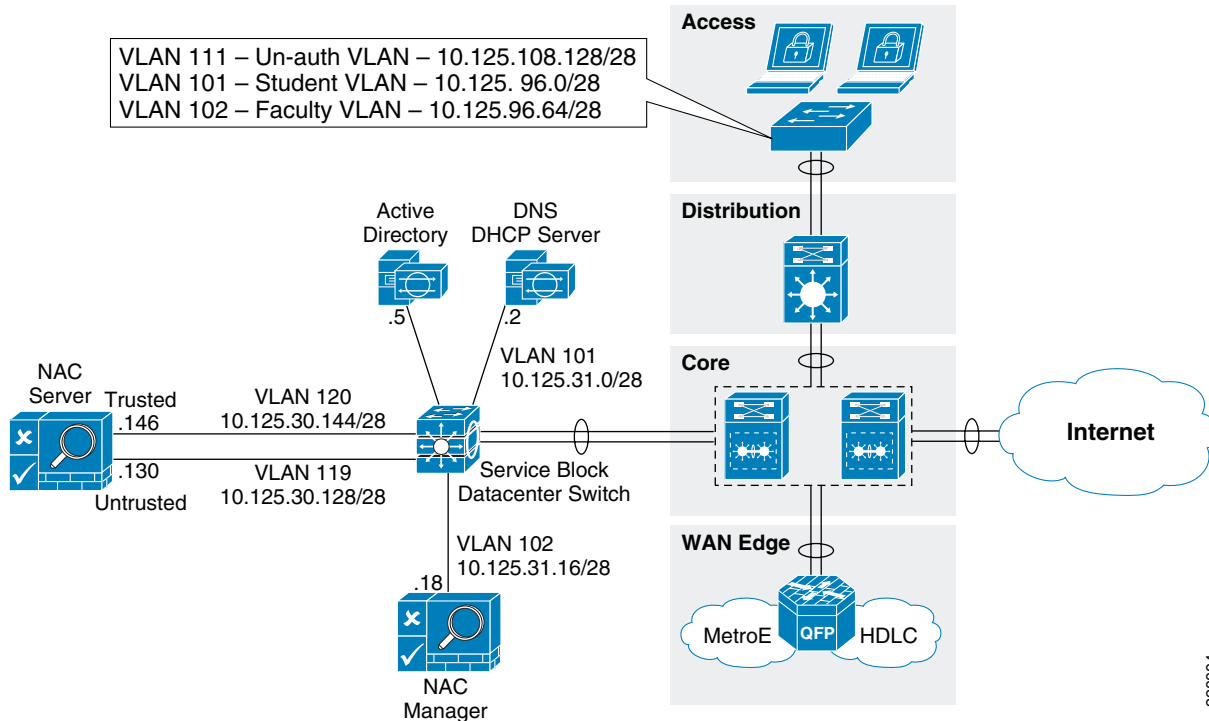 Access
VLAN 111 – Un-auth VLAN – 10.125.108.128/28
VLAN 101 – Student VLAN – 10.125. 96.0/28
VLAN 102 – Faculty VLAN – 10.125.96.64/28
Distribution
Active
Directory
DNS
DHCP Server
.5
.2
VLAN 101
10.125.31.0/28
Core
NAC
Server
Trusted
.146
VLAN 120
10.125.30.144/28
.130
Untrusted
VLAN 119
10.125.30.128/28
Service Block
Datacenter Switch
Internet
VLAN 102
10.125.31.16/28
.18
NAC
Manager
WAN Edge
MetroE
QFP
HDLC